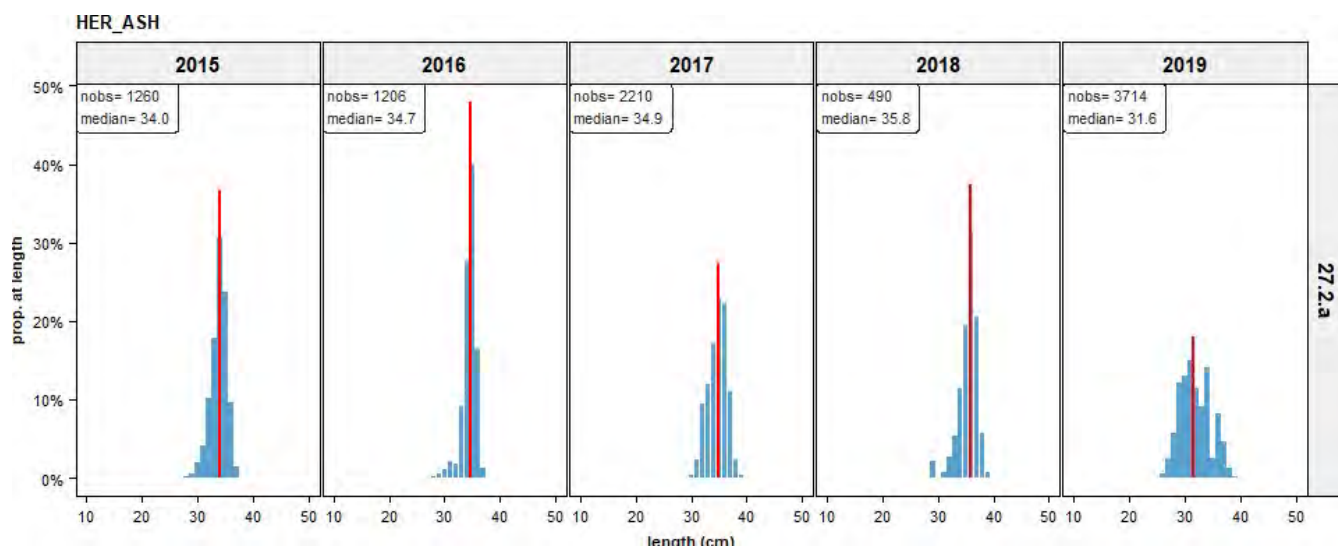 HER_ASH
2015
2016
2017
2018
2019
nobs= 1260
median= 34.0
nobs= 1206
median= 34.7
nobs= 2210
median= 34.9
nobs= 490
median= 35.8
nobs= 3714
median= 31.6
50%
40%
30%
20%
10%
0%
prop. at length
27.2.a
10 20 30 40 50
10 20 30 40 50
10 20 30 40 50
10 20 30 40 50
10 20 30 40 50
length (cm)